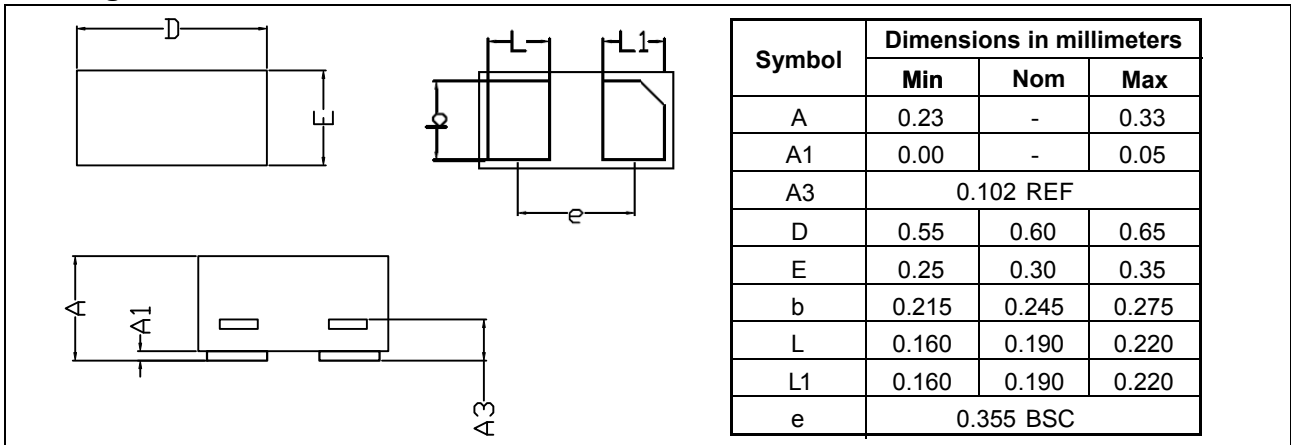 D
E
L
L1
b
e
A
A1
A3
Symbol Dimensions in millimeters
Min Nom Max
A 0.23 - 0.33
A1 0.00 - 0.05
A3 0.102 REF
D 0.55 0.60 0.65
E 0.25 0.30 0.35
b 0.215 0.245 0.275
L 0.160 0.190 0.220
L1 0.160 0.190 0.220
e 0.355 BSC